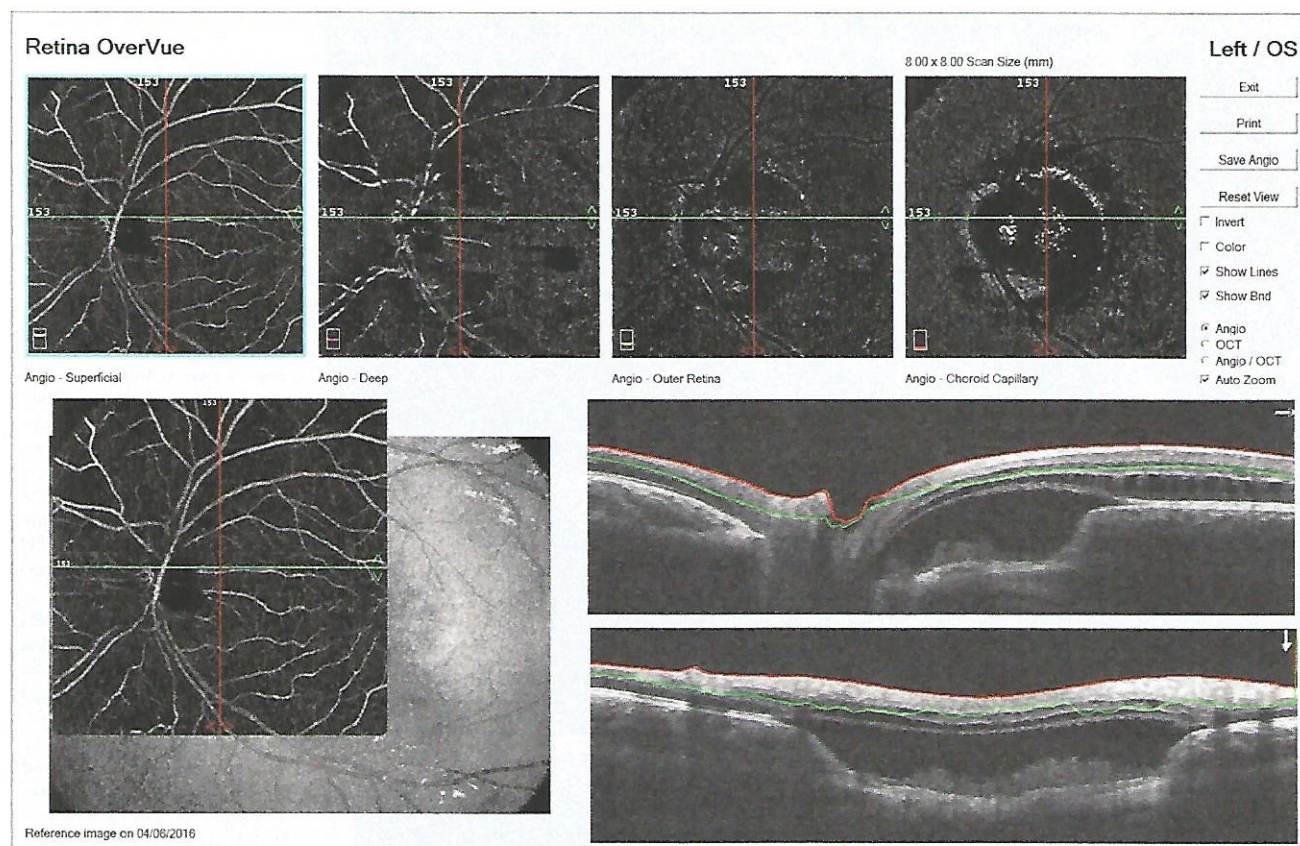 Retina OverVue
Left / OS
8.00 x 8.00 Scan Size (mm)
153
153
153
153
153
153
153
Exit
Print
Save Angio
Reset View
Invert
Color
Show Lines
Show Bnd
Angio
OCT
Angio / OCT
Auto Zoom
Angio - Superficial
Angio - Deep
Angio - Outer Retina
Angio - Choroid Capillary
153
153
Reference image on 04/06/2016